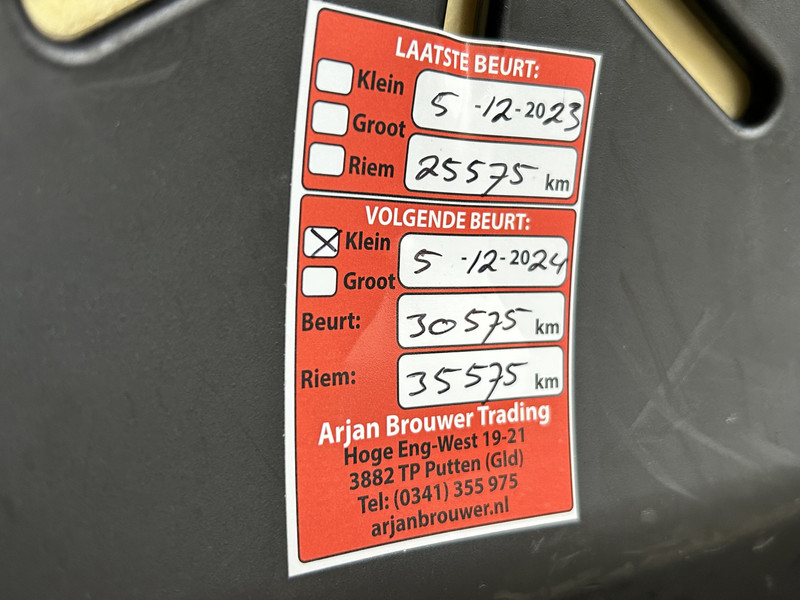 LAATSTE BEURT:
Klein 5 -12-2023
Groot
Riem 25575 km
VOLGENDE BEURT:
Klein 5 -12-2024
Groot
Beurt: 30575 km
Riem: 35575 km
Arjan Brouwer Trading
Hoge Eng-West 19-21
3882 TP Putten (Gld)
Tel: (0341) 355 975
arjanbrouwer.nl